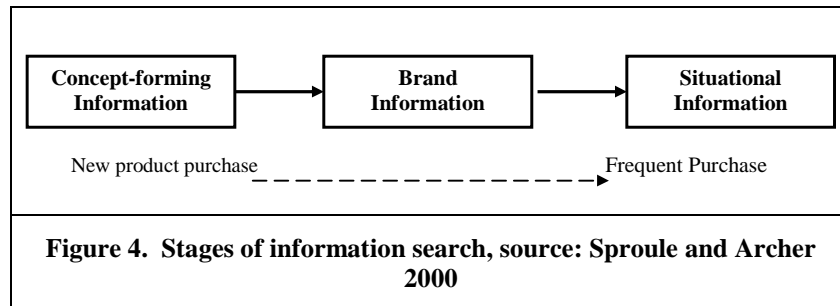 Concept-forming
Information
Brand
Information
Situational
Information
New product purchase
Frequent Purchase
Figure 4. Stages of information search, source: Sproule and Archer
2000